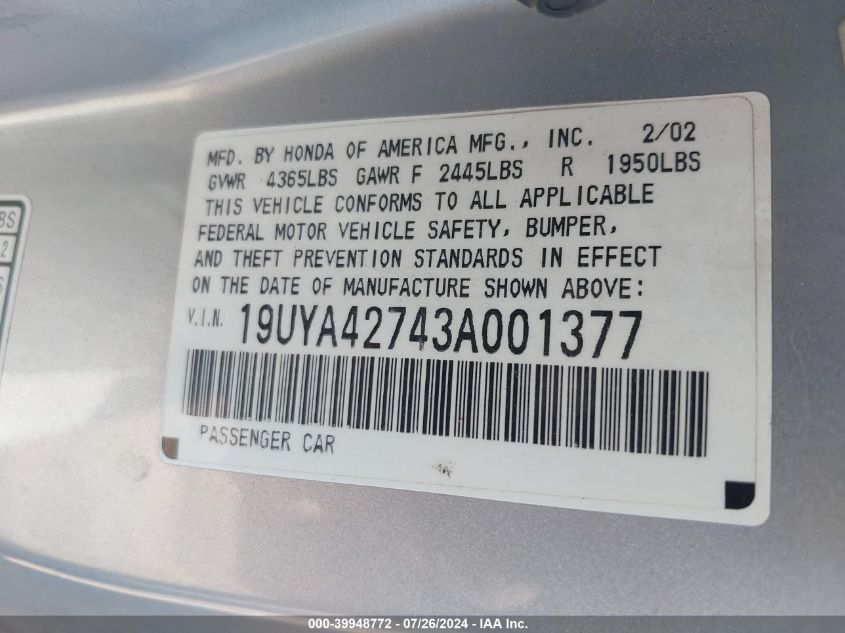 MFD. BY HONDA OF AMERICA MFG., INC. 2/02
GVWR 4365LBS GAWR F 2445LBS R 1950LBS
THIS VEHICLE CONFORMS TO ALL APPLICABLE
FEDERAL MOTOR VEHICLE SAFETY, BUMPER,
AND THEFT PREVENTION STANDARDS IN EFFECT
ON THE DATE OF MANUFACTURE SHOWN ABOVE:
V.I.N. 19UYA42743A001377
PASSENGER CAR
BS
2
S
000-39948772 - 07/26/2024 - IAA Inc.